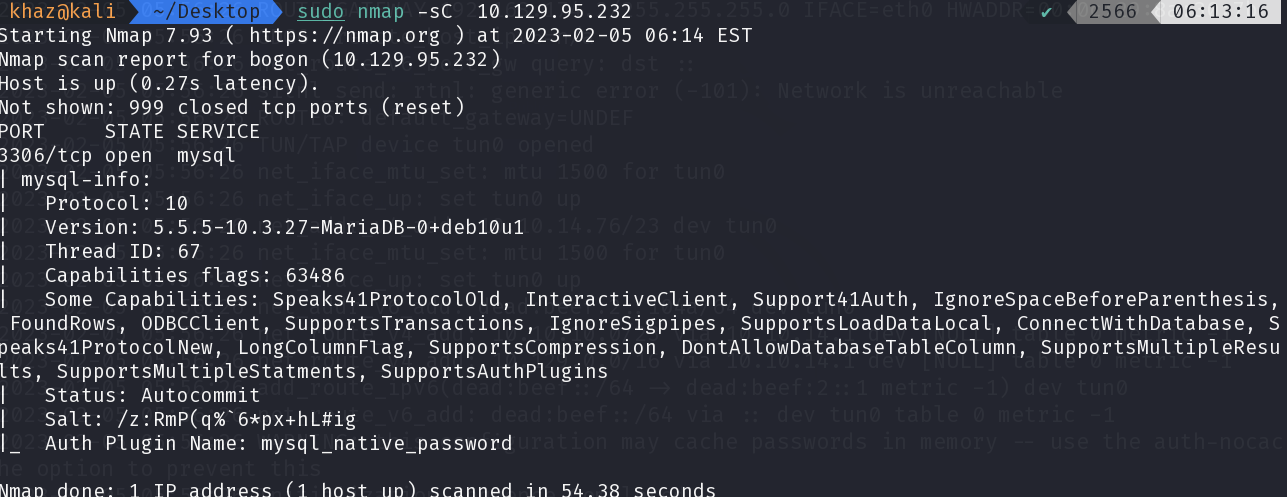 khaz@kali ~/Desktop sudo nmap -sC 10.129.95.232 ✔ 2566 06:13:16
Starting Nmap 7.93 ( https://nmap.org ) at 2023-02-05 06:14 EST
Nmap scan report for bogon (10.129.95.232)
Host is up (0.27s latency).
Not shown: 999 closed tcp ports (reset)
PORT     STATE SERVICE
3306/tcp open  mysql
| mysql-info:
|   Protocol: 10
|   Version: 5.5.5-10.3.27-MariaDB-0+deb10u1
|   Thread ID: 67
|   Capabilities flags: 63486
|   Some Capabilities: Speaks41ProtocolOld, InteractiveClient, Support41Auth, IgnoreSpaceBeforeParenthesis,
FoundRows, ODBCClient, SupportsTransactions, IgnoreSigpipes, SupportsLoadDataLocal, ConnectWithDatabase, S
peaks41ProtocolNew, LongColumnFlag, SupportsCompression, DontAllowDatabaseTableColumn, SupportsMultipleResu
lts, SupportsMultipleStatments, SupportsAuthPlugins
|   Status: Autocommit
|   Salt: /z:RmP(q%`6*px+hL#ig
|_  Auth Plugin Name: mysql_native_password
Nmap done: 1 IP address (1 host up) scanned in 54.38 seconds